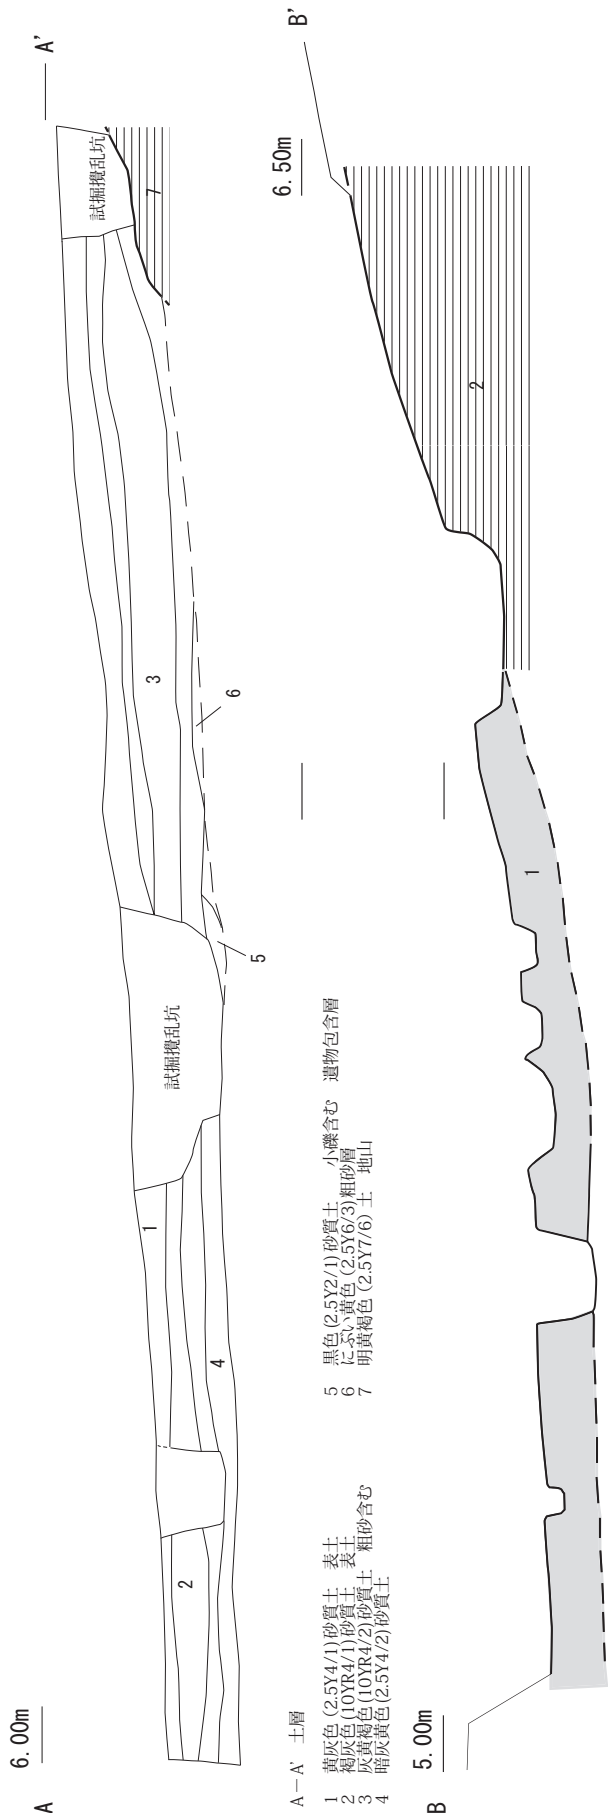 A
6.00m
A'
試掘攪乱坑
試掘攪乱坑
1
2
3
4
5
6
7
A－A' 土層
1 黄灰色 (2.5Y4/1) 砂質土 表土
2 褐灰色 (10YR4/1) 砂質土 表土
3 灰黄褐色 (10YR4/2) 砂質土 粗砂含む
4 暗灰黄色 (2.5Y4/2) 砂質土
5 黒色 (2.5Y2/1) 砂質土 小礫含む 遺物包含層
6 にぶい黄色 (2.5Y6/3) 粗砂層
7 明黄褐色 (2.5Y7/6) 土 地山
B
5.00m
6.50m
B'
1
2